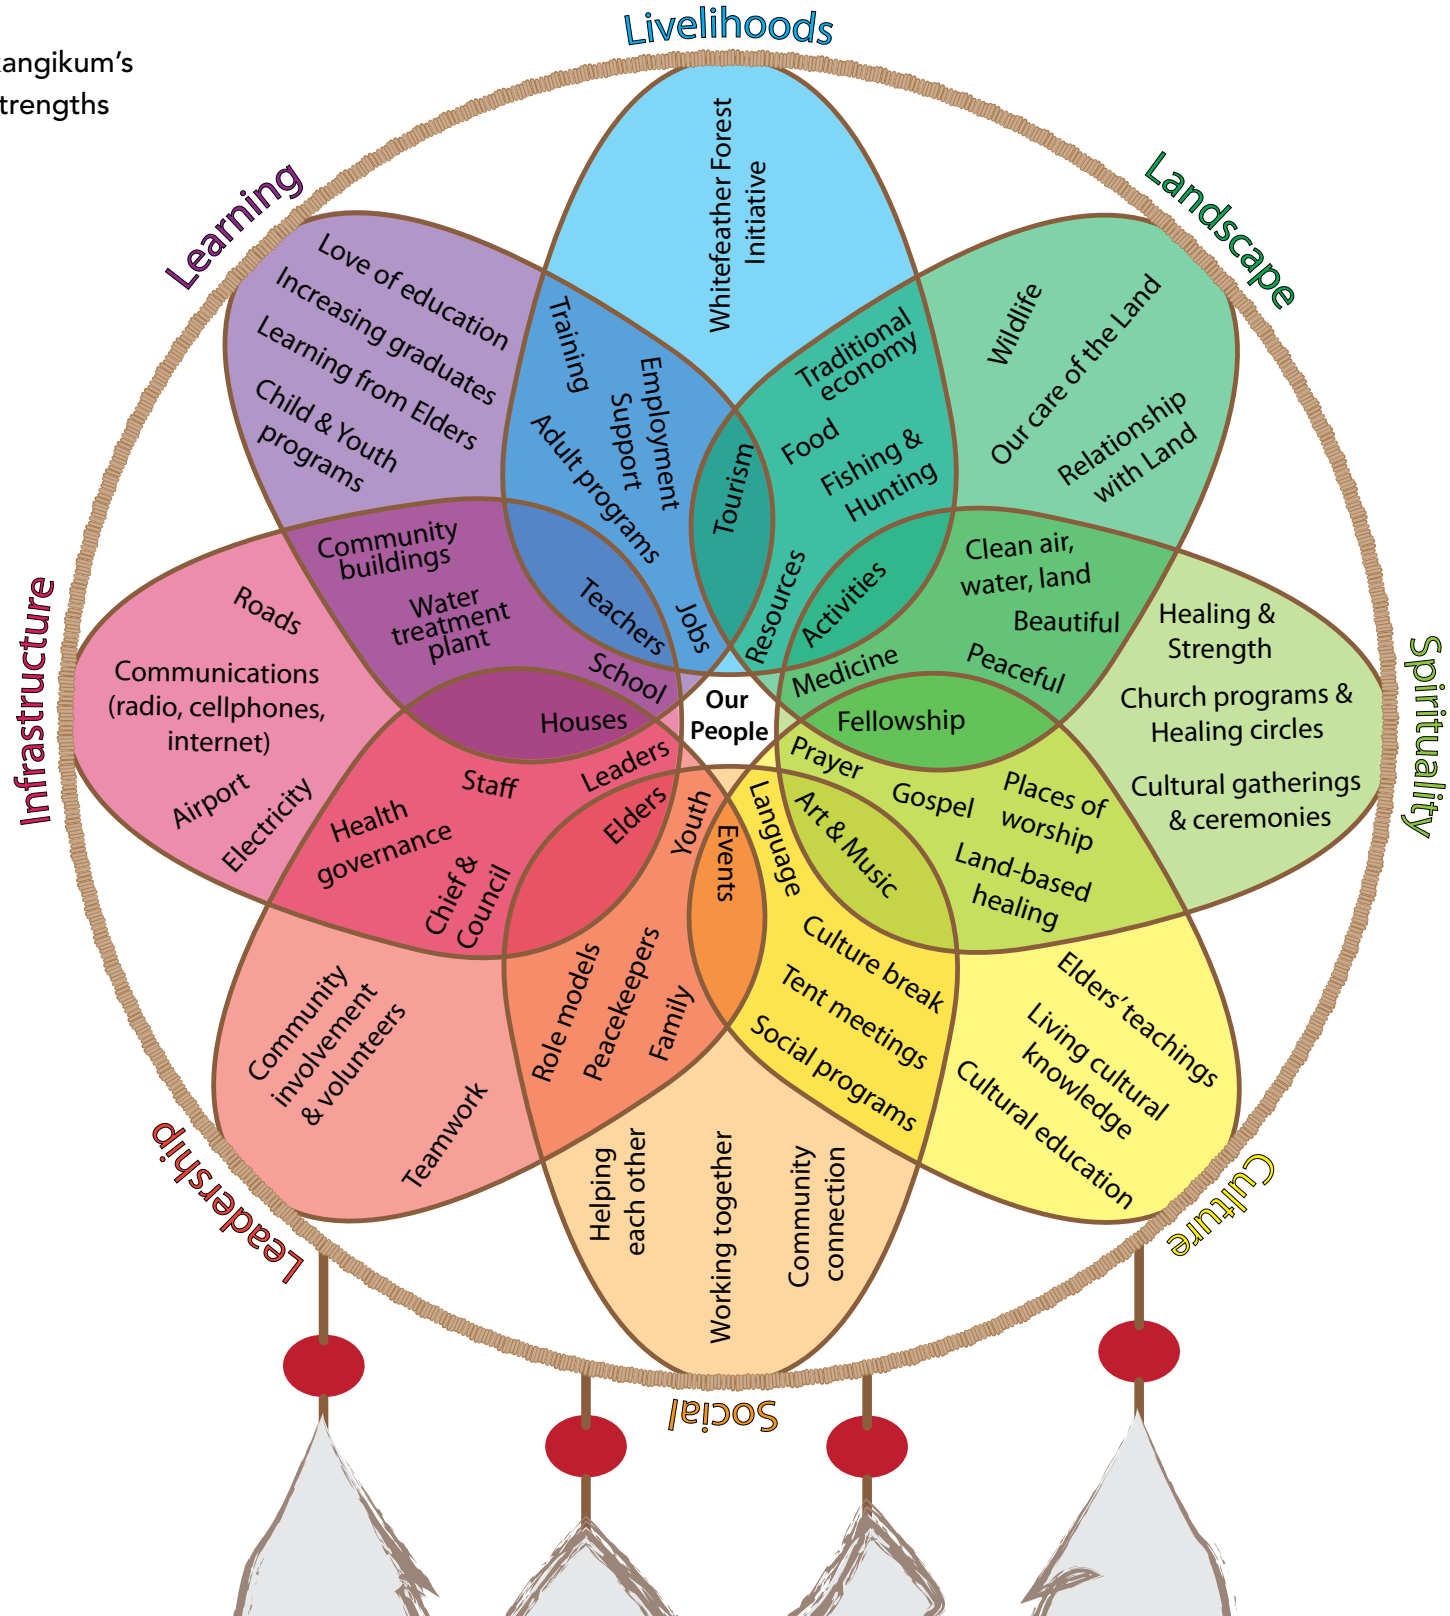 angikum's
trengths
Livelihoods
Whitefeather Forest
Initiative
Landscape
Wildlife
Our care of the Land
Relationship
with Land
Traditional
economy
Food
Fishing &
Hunting
Resources
Activities
Tourism
Learning
Love of education
Increasing graduates
Learning from Elders
Child & Youth
programs
Training
Employment
Support
Adult programs
Jobs
Teachers
Community
buildings
Water
treatment
plant
School
Houses
Infrastructure
Roads
Communications
(radio, cellphones,
internet)
Airport
Electricity
Our
People
Clean air,
water, land
Beautiful
Peaceful
Medicine
Fellowship
Spirituality
Healing &
Strength
Church programs &
Healing circles
Cultural gatherings
& ceremonies
Prayer
Gospel
Places of
worship
Land-based
healing
Art & Music
Leaders
Staff
Health
governance
Chief &
Council
Elders
Youth
Events
Language
Role models
Peacekeepers
Family
Culture break
Tent meetings
Social programs
Leadership
Community
involvement
& volunteers
Teamwork
Culture
Elders' teachings
Living cultural
knowledge
Cultural education
Helping
each other
Working together
Community
connection
Social